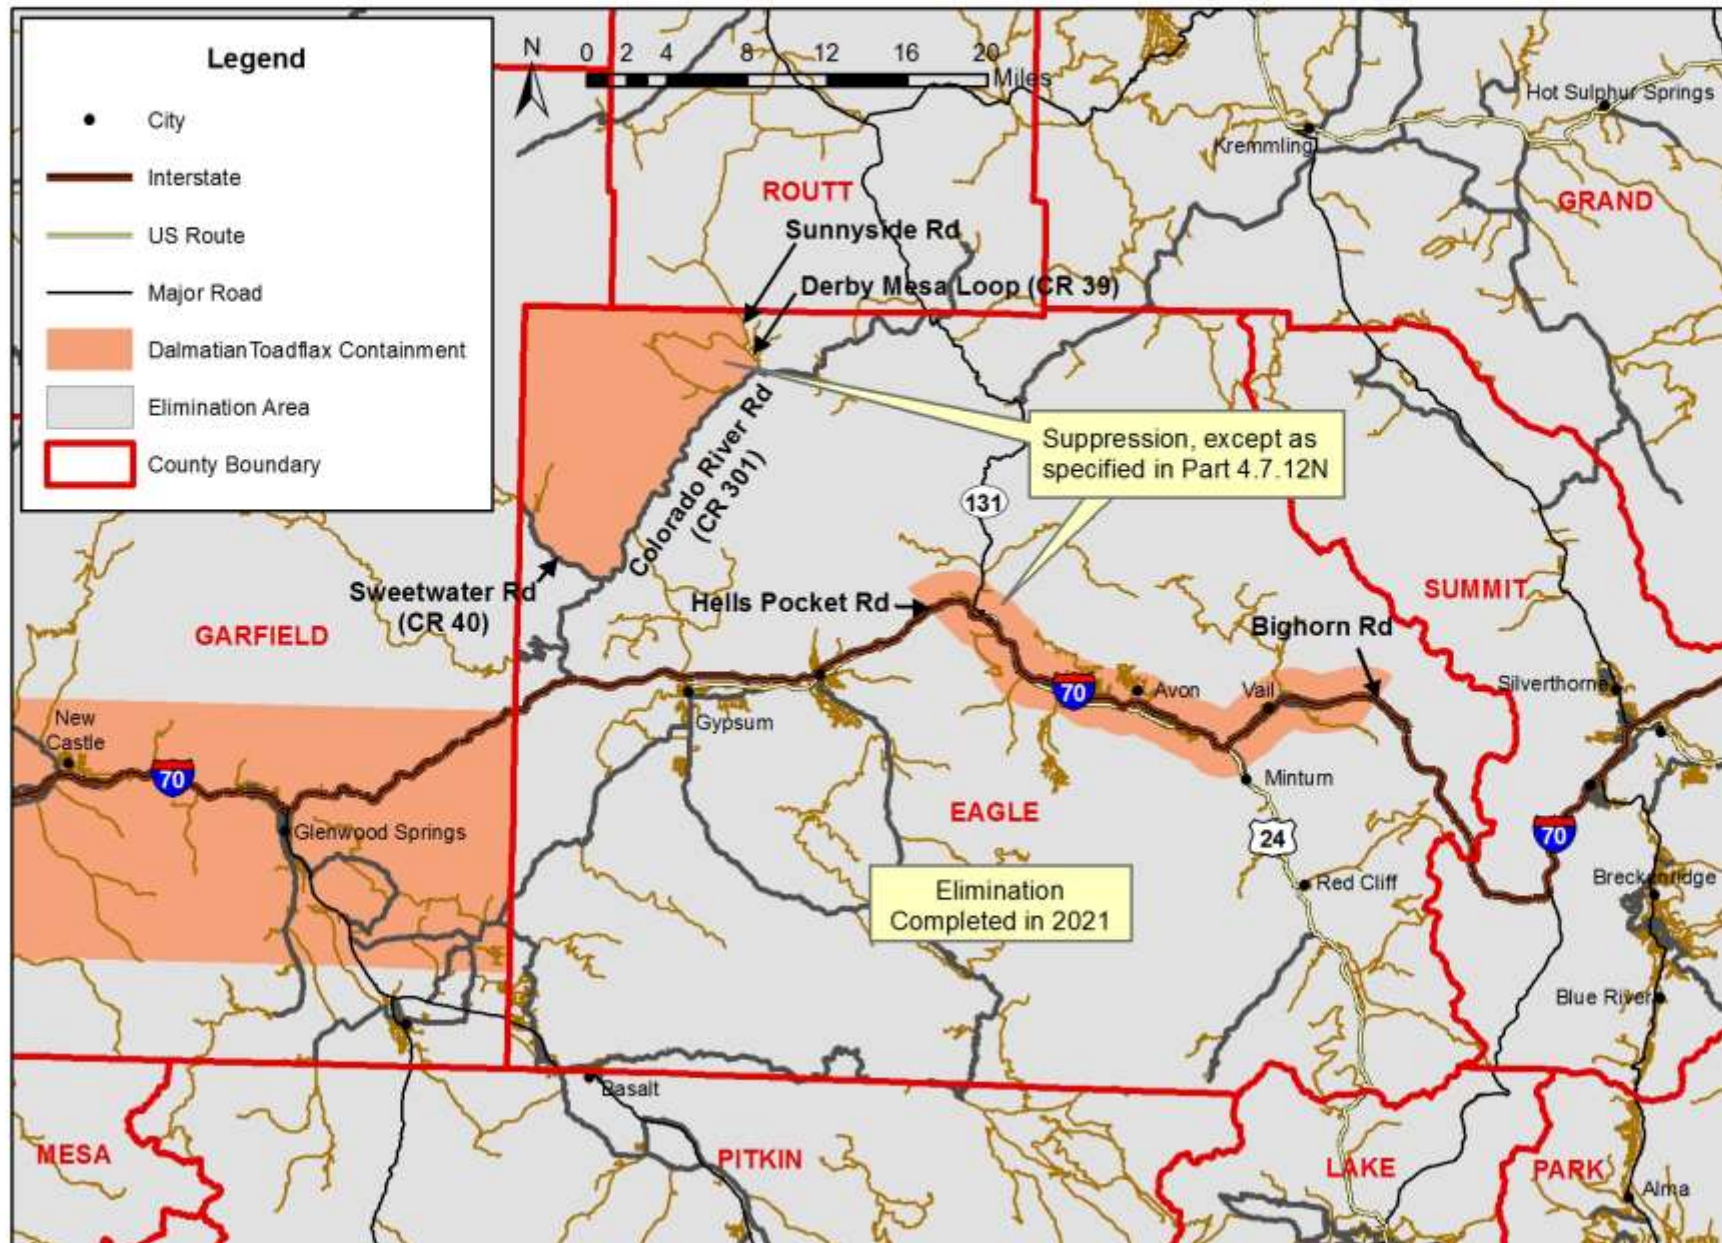 Legend
City
Interstate
US Route
Major Road
DalmatianToadflax Containment
Elimination Area
County Boundary
N
0 2 4 8 12 16 20
Miles
Hot Sulphur Springs
Kremmling
ROUTT
GRAND
Sunnyside Rd
Derby Mesa Loop (CR 39)
Colorado River Rd
(CR 301)
Suppression, except as
specified in Part 4.7.12N
131
Sweetwater Rd
(CR 40)
Hells Pocket Rd
SUMMIT
Bighorn Rd
GARFIELD
70
Avon
Vail
Silverthorne
New
Castle
Gypsum
70
Glenwood Springs
Minturn
EAGLE
24
70
Elimination
Completed in 2021
Red Cliff
Breckenridge
Blue River
Basalt
MESA
PITKIN
LAKE
PARK
Alma